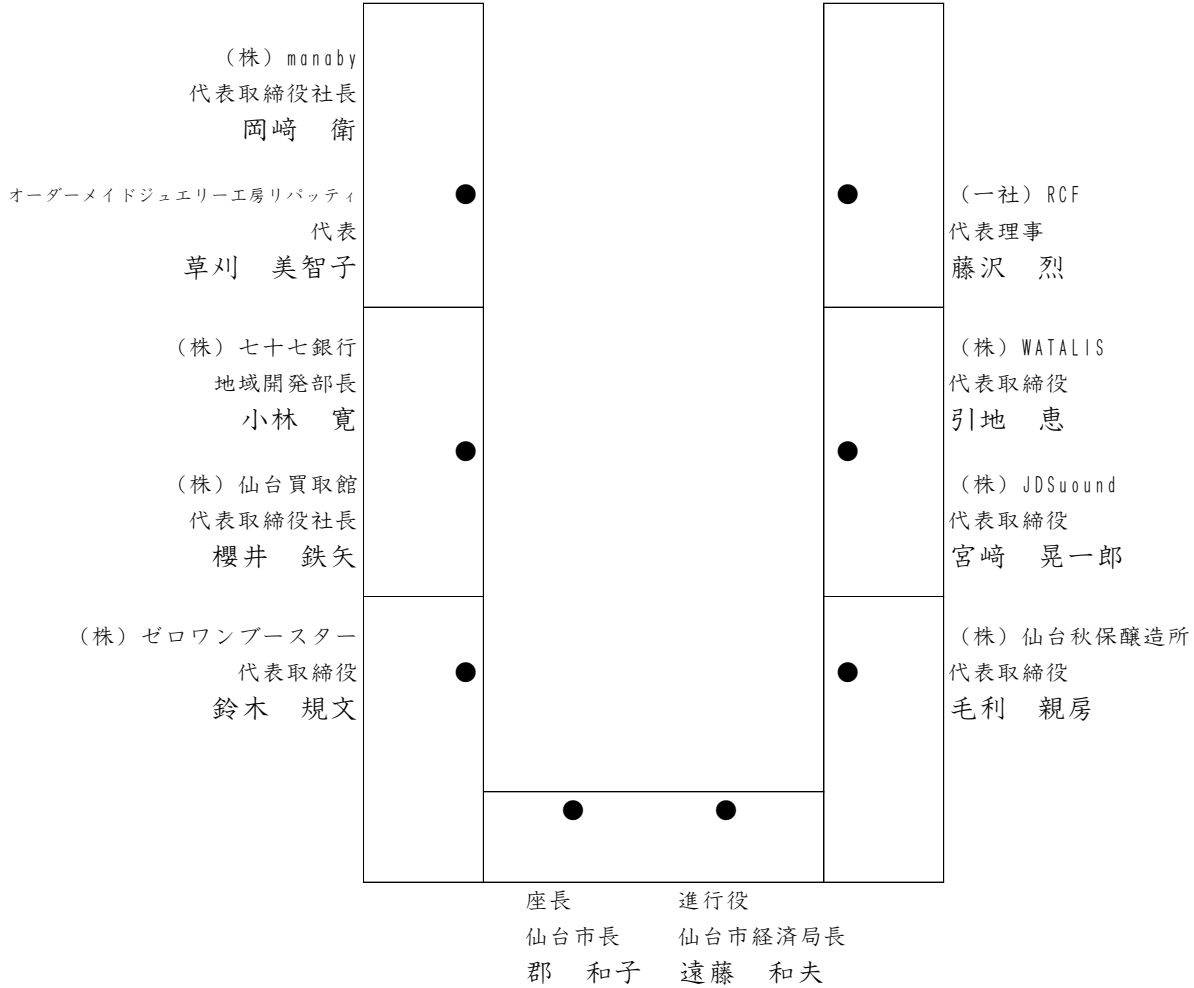 （株）manaby
代表取締役社長
岡﨑　衛
オーダーメイドジュエリー工房リパッティ
代表
草刈　美智子
（株）七十七銀行
地域開発部長
小林　寛
（株）仙台買取館
代表取締役社長
櫻井　鉄矢
（株）ゼロワンブースター
代表取締役
鈴木　規文
（一社）RCF
代表理事
藤沢　烈
（株）WATALIS
代表取締役
引地　恵
（株）JDSuound
代表取締役
宮﨑　晃一郎
（株）仙台秋保醸造所
代表取締役
毛利　親房
座長
仙台市長
郡　和子
進行役
仙台市経済局長
遠藤　和夫